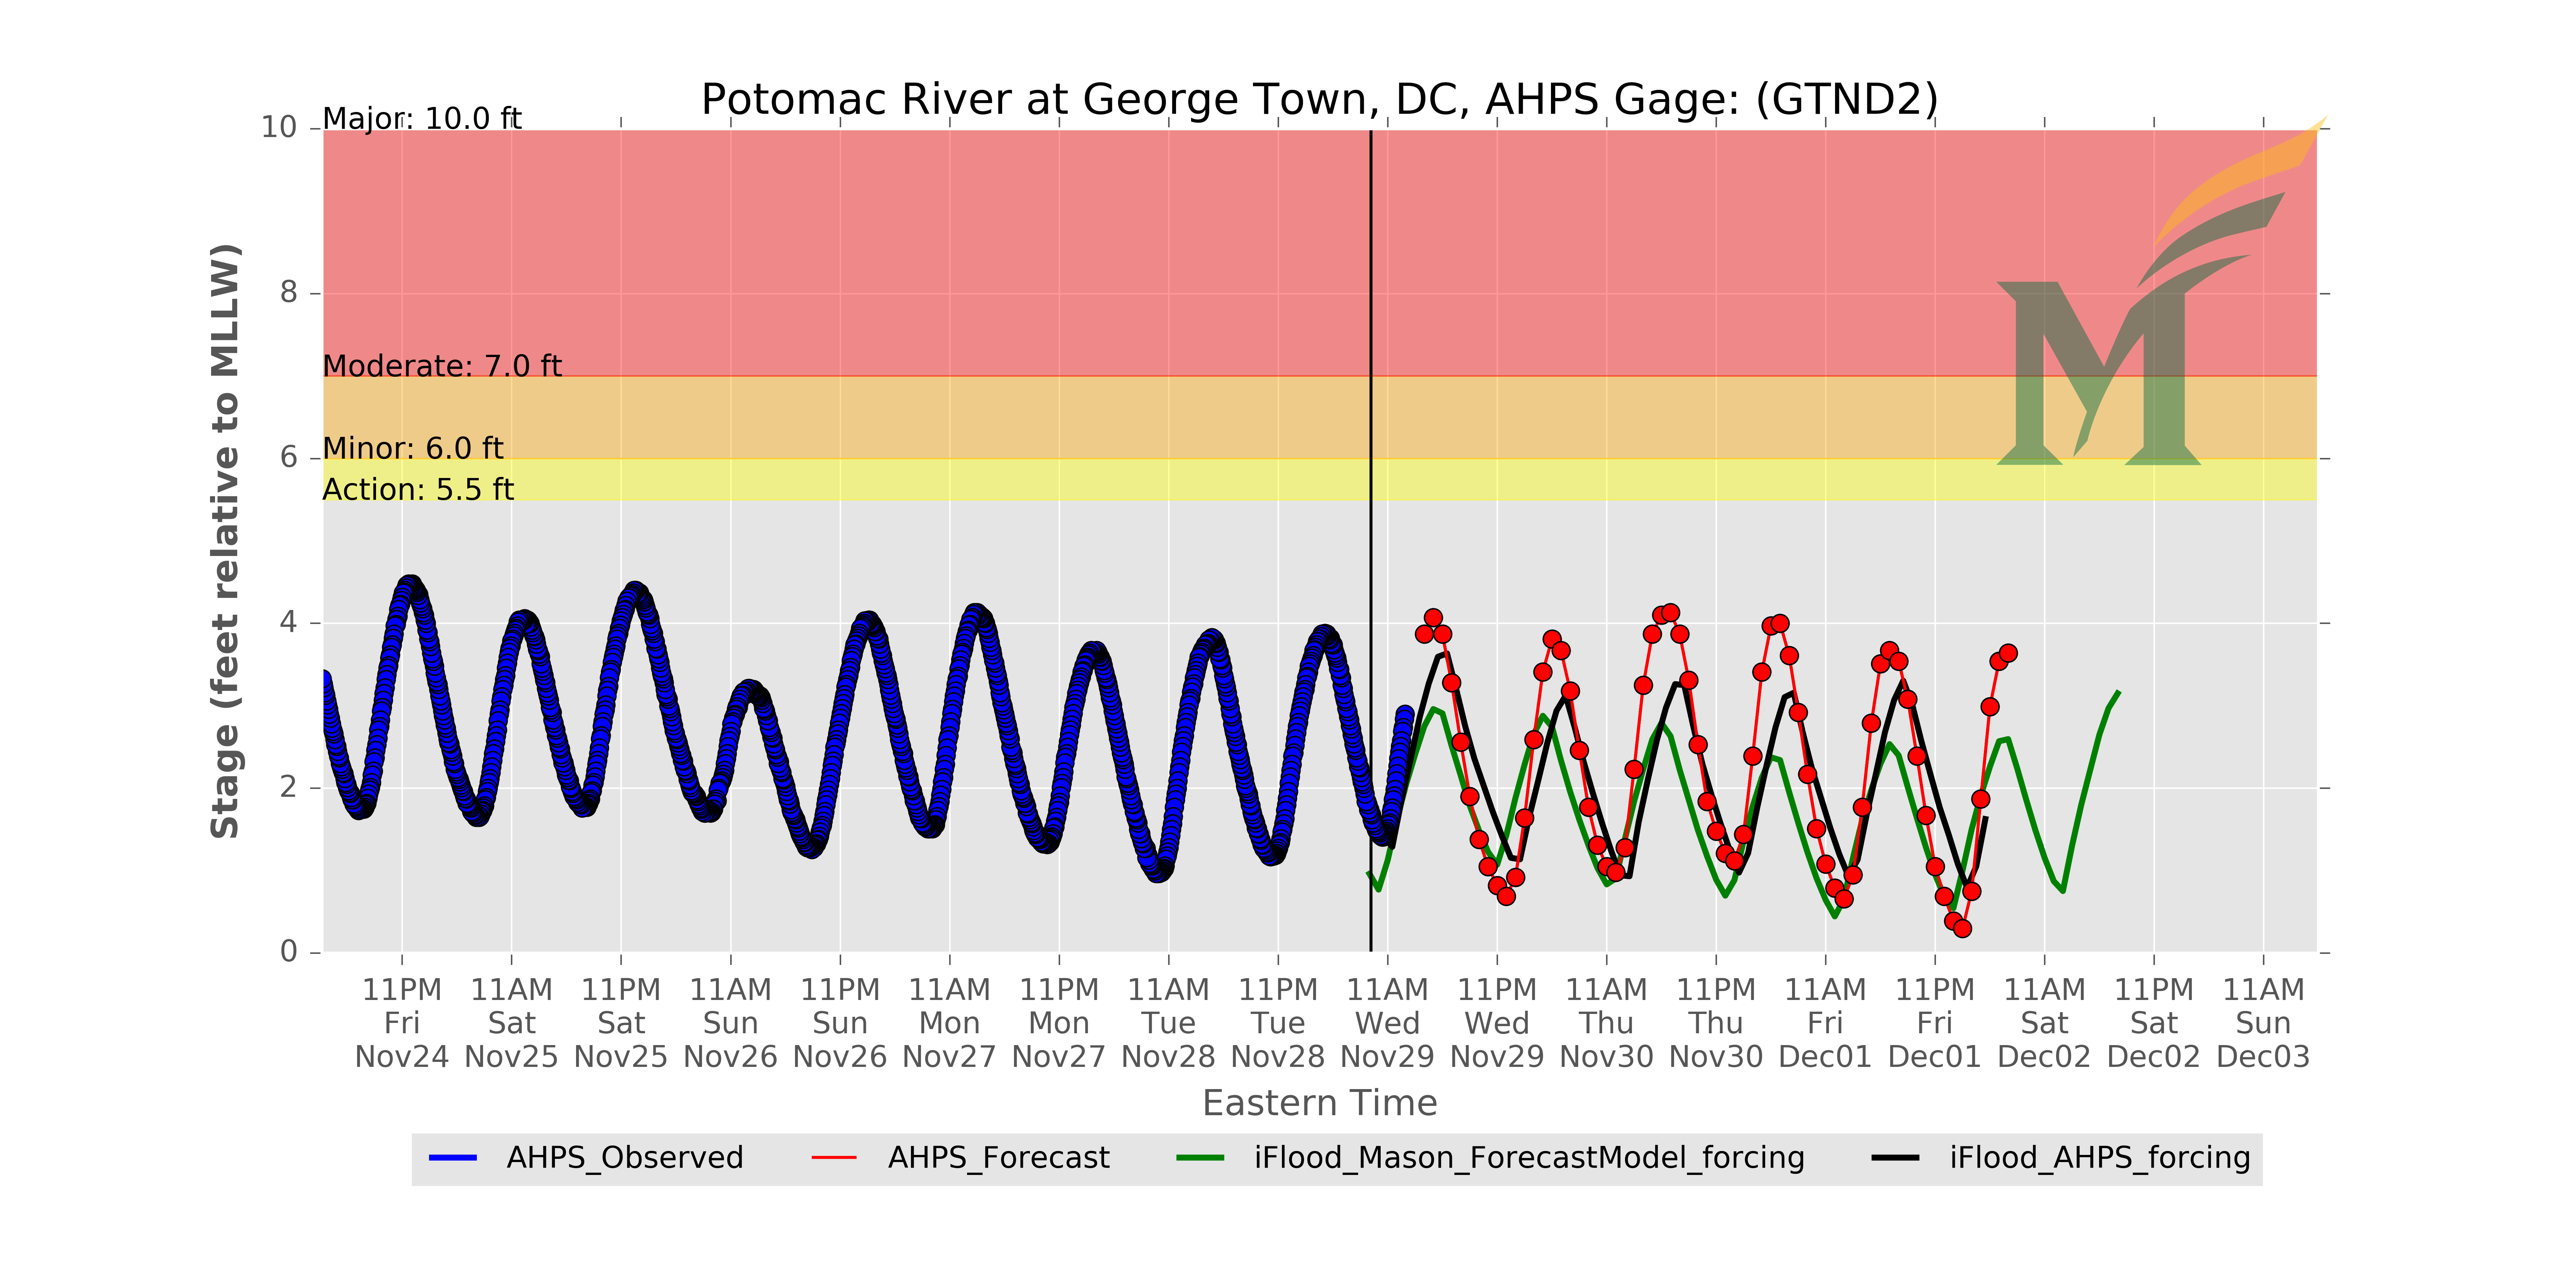 Potomac River at George Town, DC, AHPS Gage: (GTND2)
Major: 10.0 ft
Moderate: 7.0 ft
Minor: 6.0 ft
Action: 5.5 ft
Stage (feet relative to MLLW)
10
8
6
4
2
0
11PM 11AM 11PM 11AM 11PM 11AM 11PM 11AM 11PM 11AM 11PM 11AM 11PM 11AM 11PM 11AM 11PM 11AM
Fri Sat Sat Sun Sun Mon Mon Tue Tue Wed Wed Thu Thu Fri Fri Sat Sat Sun
Nov24 Nov25 Nov25 Nov26 Nov26 Nov27 Nov27 Nov28 Nov28 Nov29 Nov29 Nov30 Nov30 Dec01 Dec01 Dec02 Dec02 Dec03
Eastern Time
AHPS_Observed AHPS_Forecast iFlood_Mason_ForecastModel_forcing iFlood_AHPS_forcing
M